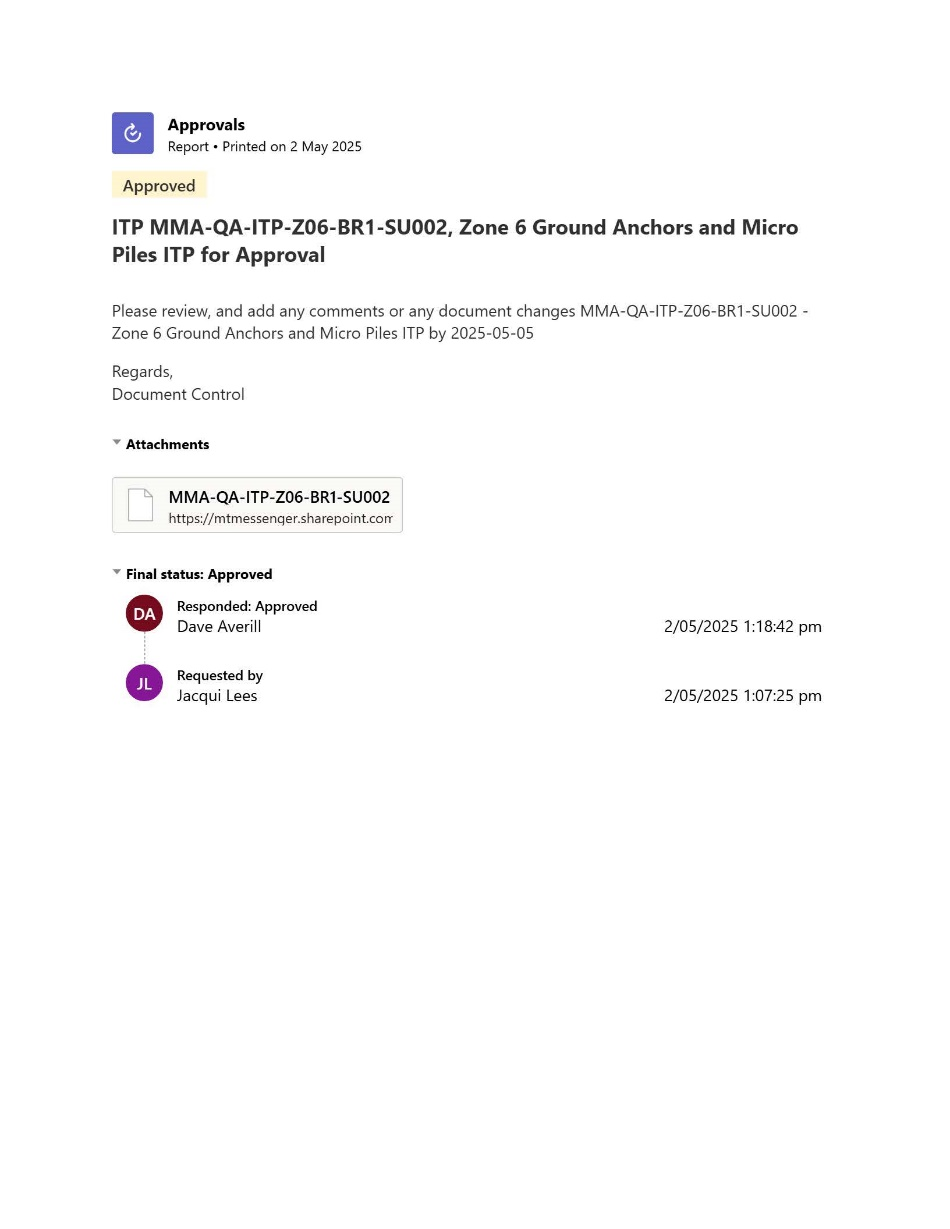 Approvals
Report • Printed on 2 May 2025
Approved
ITP MMA-QA-ITP-Z06-BR1-SU002, Zone 6 Ground Anchors and Micro
Piles ITP for Approval
Please review, and add any comments or any document changes MMA-QA-ITP-Z06-BR1-SU002 -
Zone 6 Ground Anchors and Micro Piles ITP by 2025-05-05
Regards,
Document Control
Attachments
MMA-QA-ITP-Z06-BR1-SU002
https://mtmessenger.sharepoint.com
Final status: Approved
DA
Responded: Approved
Dave Averill
2/05/2025 1:18:42 pm
JL
Requested by
Jacqui Lees
2/05/2025 1:07:25 pm